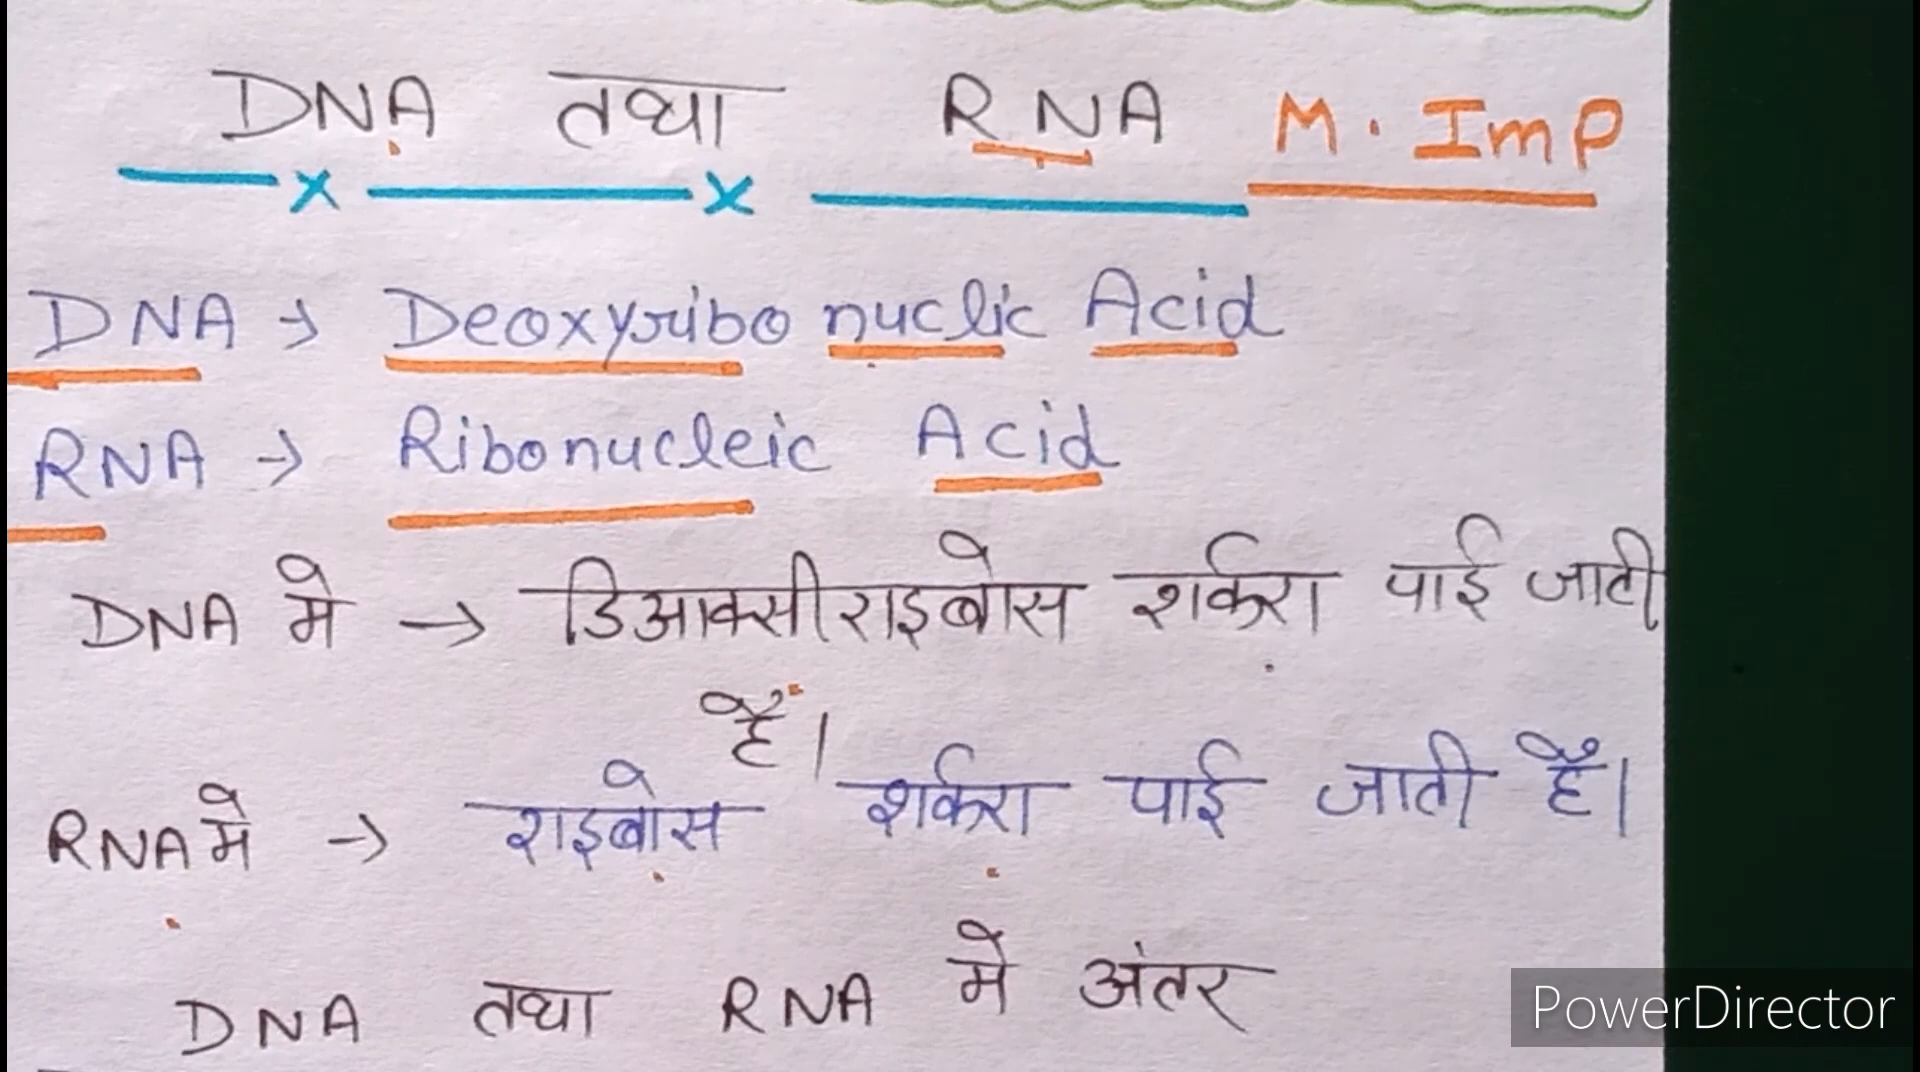 DNA तथा RNA M. Imp
DNA → Deoxyribo nuclic Acid
RNA → Ribonucleic Acid
DNA मे → डिआक्सीराइबोस शर्करा पाई जाती
है।
RNA मे → राइबोस शर्करा पाई जाती है।
DNA तथा RNA मे अंतर
PowerDirector